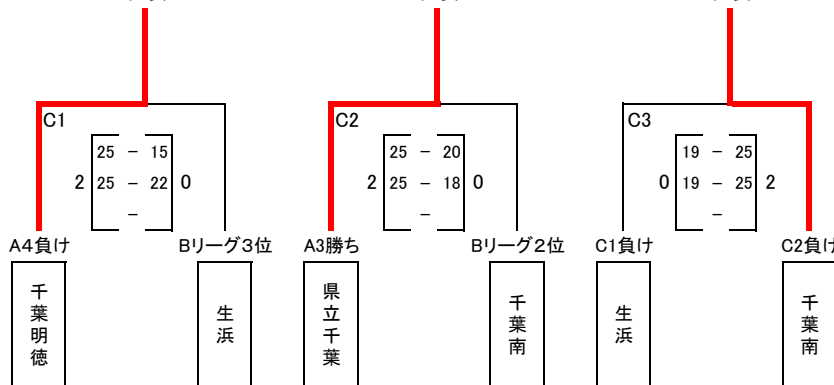 C1
25 - 15
2 25 - 22 0
-
A4負け Bリーグ3位
千葉明徳
生浜
C2
25 - 20
2 25 - 18 0
-
A3勝ち Bリーグ2位
県立千葉
千葉南
C3
19 - 25
0 19 - 25 2
-
C1負け C2負け
生浜
千葉南